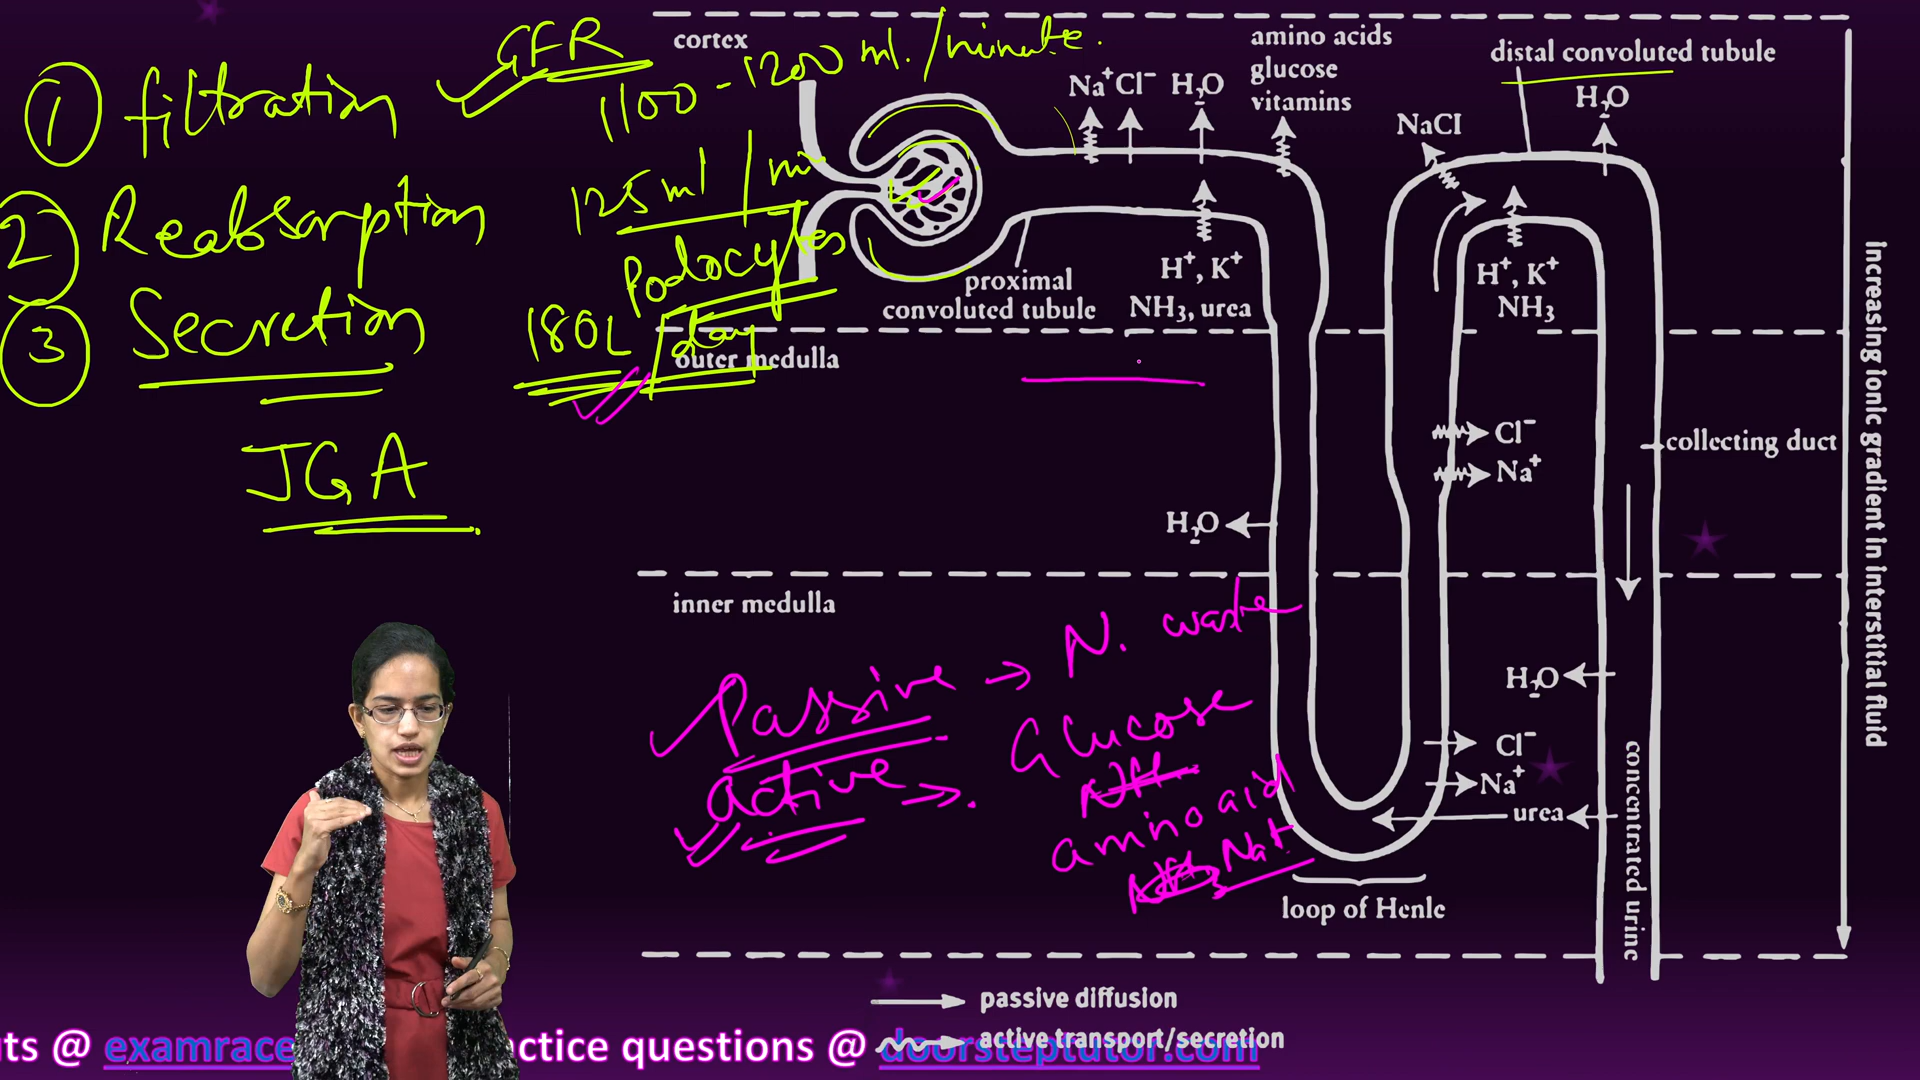 ① filtration
GFR
1100 - 1200 ml./minute.
② Reabsorption
125 ml / mi
Podocytes
③ Secretion
180L / day
JGA
cortex
Na⁺ Cl⁻
H₂O
amino acids
glucose
vitamins
distal convoluted tubule
H₂O
NaCl
proximal
convoluted tubule
H⁺, K⁺
NH₃, urea
H⁺, K⁺
NH₃
outer medulla
Cl⁻
Na⁺
collecting duct
H₂O
inner medulla
Passive → N. waste
active → Glucose
amino acid
Na⁺
H₂O
Cl⁻
Na⁺
urea
concentrated urine
loop of Henle
increasing ionic gradient in interstitial fluid
passive diffusion
active transport/secretion
uts @ examrace
actice questions @ doorsteptutor.com